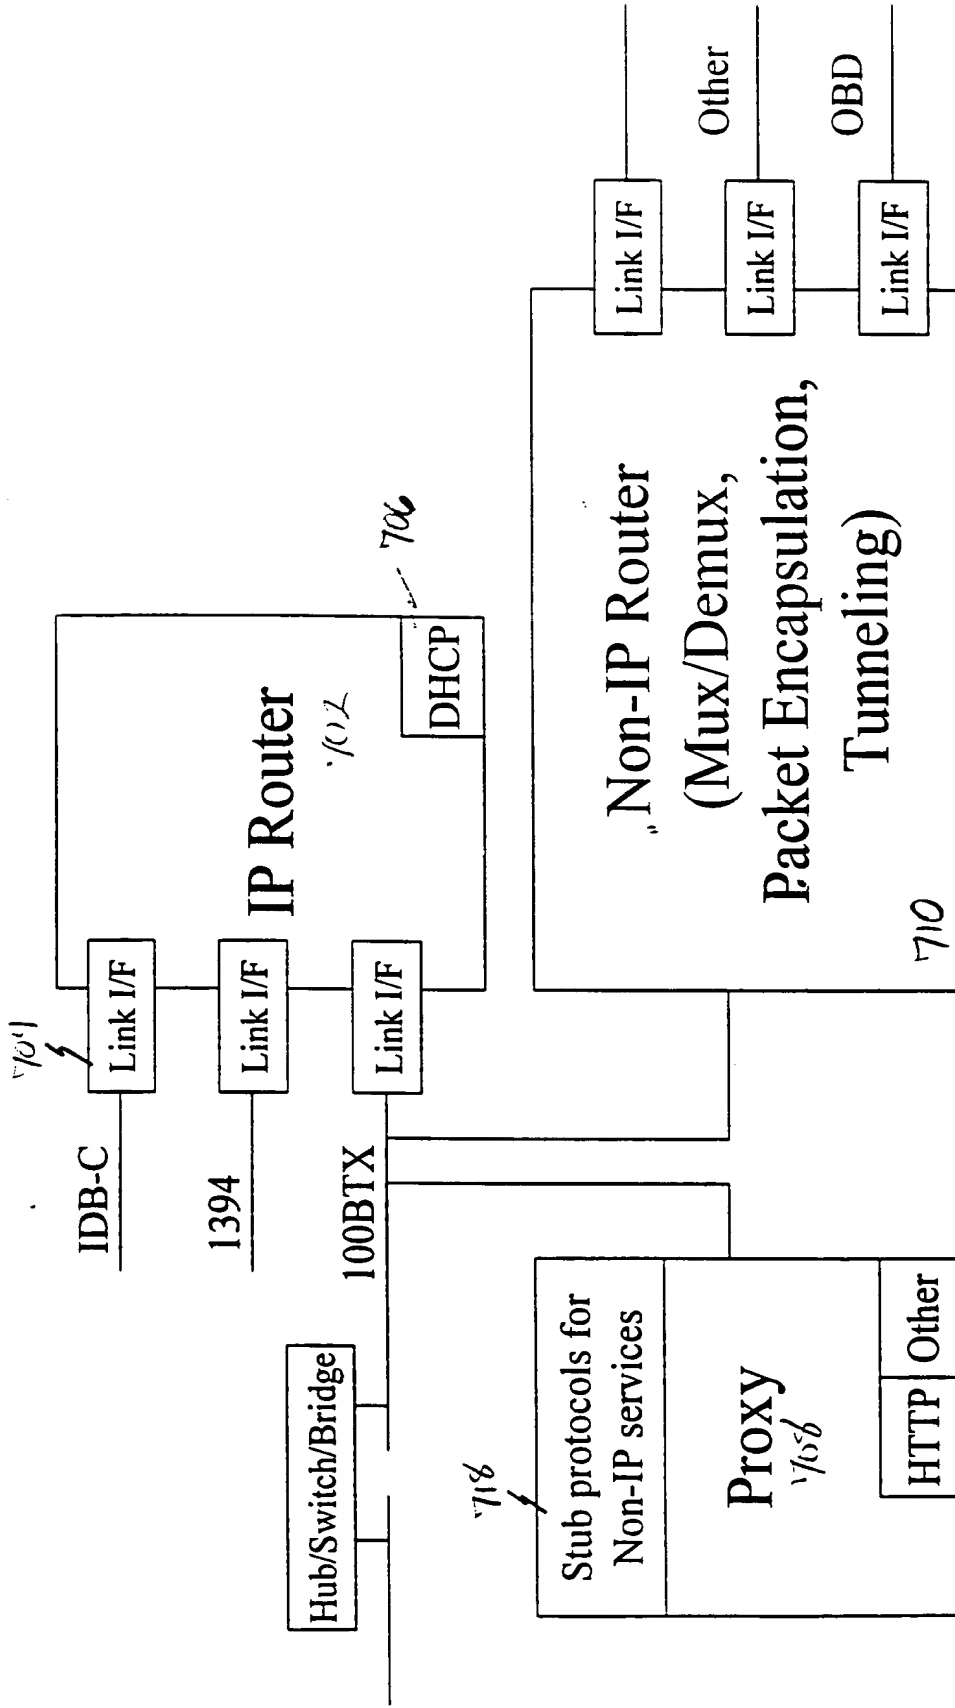 704
IDB-C
Link I/F
1394
Link I/F
100BTX
Link I/F
IP Router
702
DHCP
706
Hub/Switch/Bridge
718
Stub protocols for
Non-IP services
Proxy
708
HTTP
Other
Non-IP Router
(Mux/Demux,
Packet Encapsulation,
Tunneling)
710
Link I/F
Link I/F
Other
Link I/F
OBD